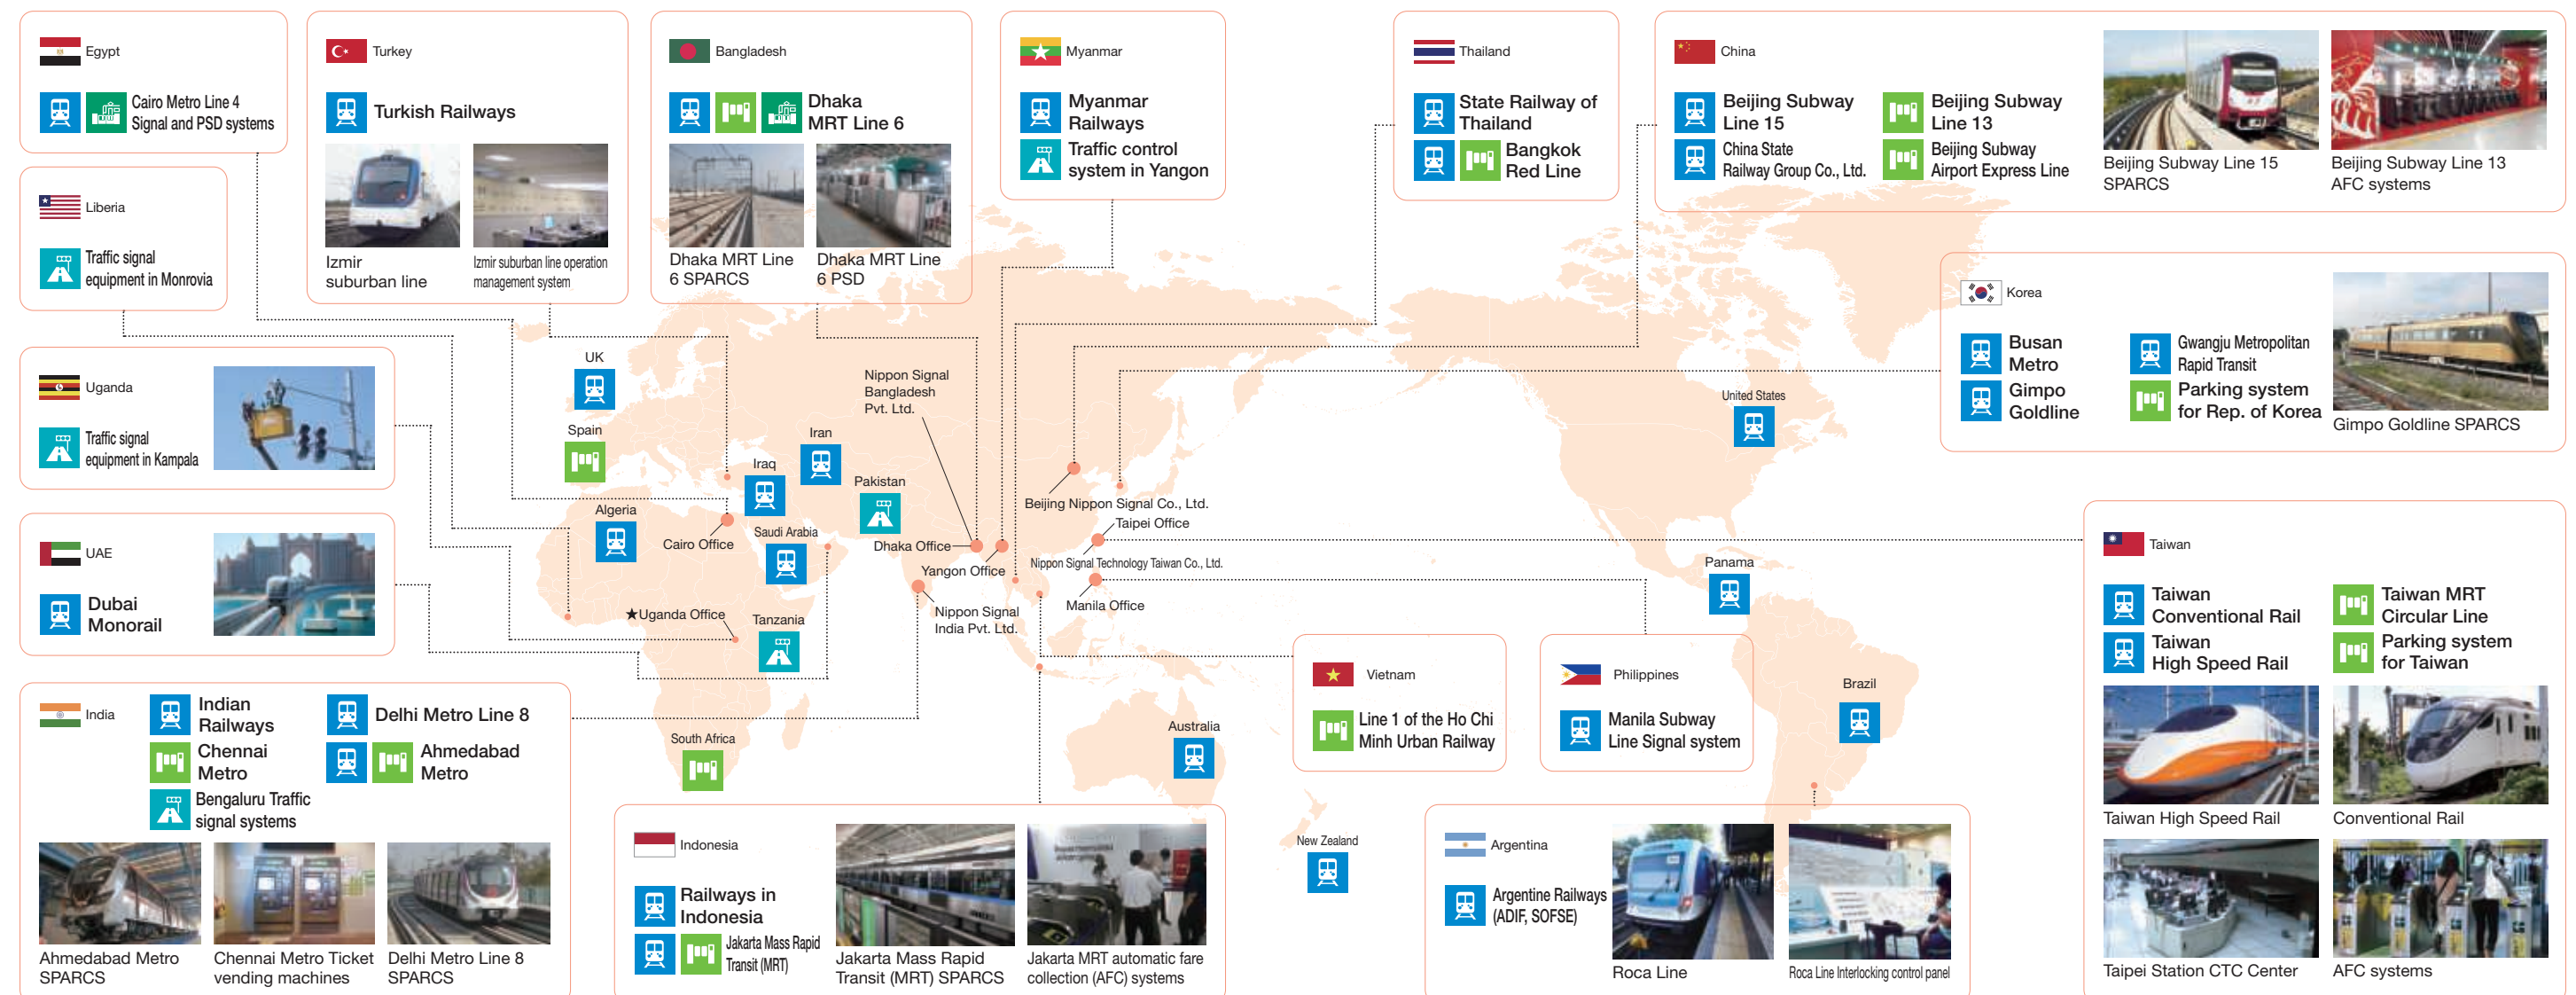 Egypt
Cairo Metro Line 4
Signal and PSD systems
Liberia
Traffic signal
equipment in Monrovia
Uganda
Traffic signal
equipment in Kampala
UAE
Dubai
Monorail
Turkey
Turkish Railways
Izmir
suburban line
Izmir suburban line operation
management system
Bangladesh
Dhaka
MRT Line 6
Dhaka MRT Line
6 SPARCS
Dhaka MRT Line
6 PSD
Myanmar
Myanmar
Railways
Traffic control
system in Yangon
Thailand
State Railway of
Thailand
Bangkok
Red Line
China
Beijing Subway
Line 15
China State
Railway Group Co., Ltd.
Beijing Subway
Line 13
Beijing Subway
Airport Express Line
Beijing Subway Line 15
SPARCS
Beijing Subway Line 13
AFC systems
Korea
Busan
Metro
Gimpo
Goldline
Gwangju Metropolitan
Rapid Transit
Parking system
for Rep. of Korea
Gimpo Goldline SPARCS
UK
Spain
Algeria
Iran
Iraq
Pakistan
Saudi Arabia
Cairo Office
★Uganda Office
Tanzania
South Africa
Nippon Signal
Bangladesh
Pvt. Ltd.
Dhaka Office
Yangon Office
Nippon Signal
India Pvt. Ltd.
Beijing Nippon Signal Co., Ltd.
Taipei Office
Nippon Signal Technology Taiwan Co., Ltd.
Manila Office
Australia
New Zealand
United States
Panama
Brazil
India
Indian
Railways
Delhi Metro Line 8
Chennai
Metro
Ahmedabad
Metro
Bengaluru Traffic
signal systems
Ahmedabad Metro
SPARCS
Chennai Metro Ticket
vending machines
Delhi Metro Line 8
SPARCS
Indonesia
Railways in
Indonesia
Jakarta Mass Rapid
Transit (MRT)
Jakarta Mass Rapid
Transit (MRT) SPARCS
Jakarta MRT automatic fare
collection (AFC) systems
Vietnam
Line 1 of the Ho Chi
Minh Urban Railway
Philippines
Manila Subway
Line Signal system
Argentina
Argentine Railways
(ADIF, SOFSE)
Roca Line
Roca Line Interlocking control panel
Taiwan
Taiwan
Conventional Rail
Taiwan
High Speed Rail
Taiwan MRT
Circular Line
Parking system
for Taiwan
Taiwan High Speed Rail
Conventional Rail
Taipei Station CTC Center
AFC systems